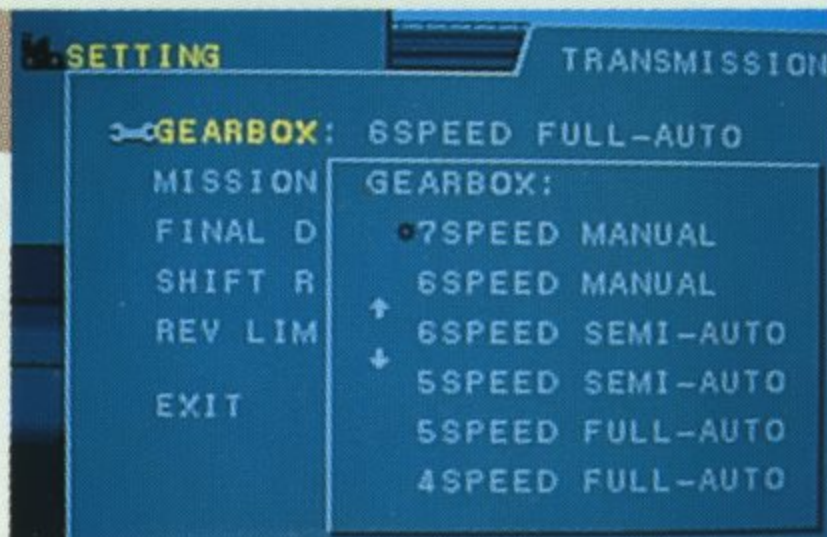 SETTING
TRANSMISSION
GEARBOX: 6SPEED FULL-AUTO
MISSION
FINAL D
SHIFT R
REV LIM
EXIT
GEARBOX:
7SPEED MANUAL
6SPEED MANUAL
6SPEED SEMI-AUTO
5SPEED SEMI-AUTO
5SPEED FULL-AUTO
4SPEED FULL-AUTO